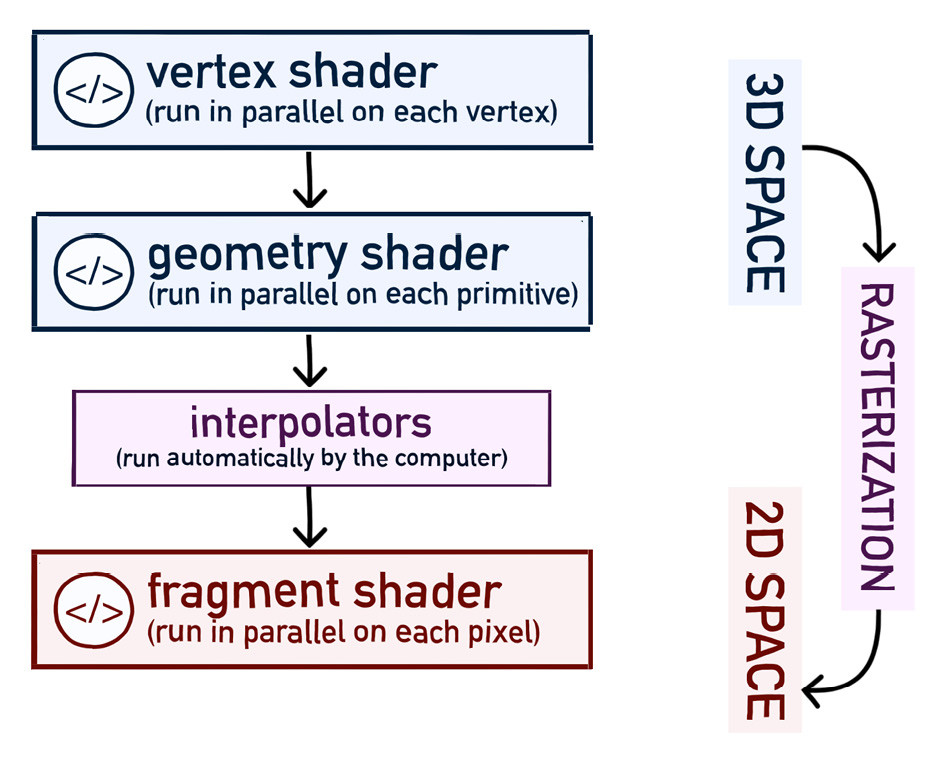 </> vertex shader
(run in parallel on each vertex)
</> geometry shader
(run in parallel on each primitive)
interpolators
(run automatically by the computer)
</> fragment shader
(run in parallel on each pixel)
3D SPACE
RASTERIZATION
2D SPACE